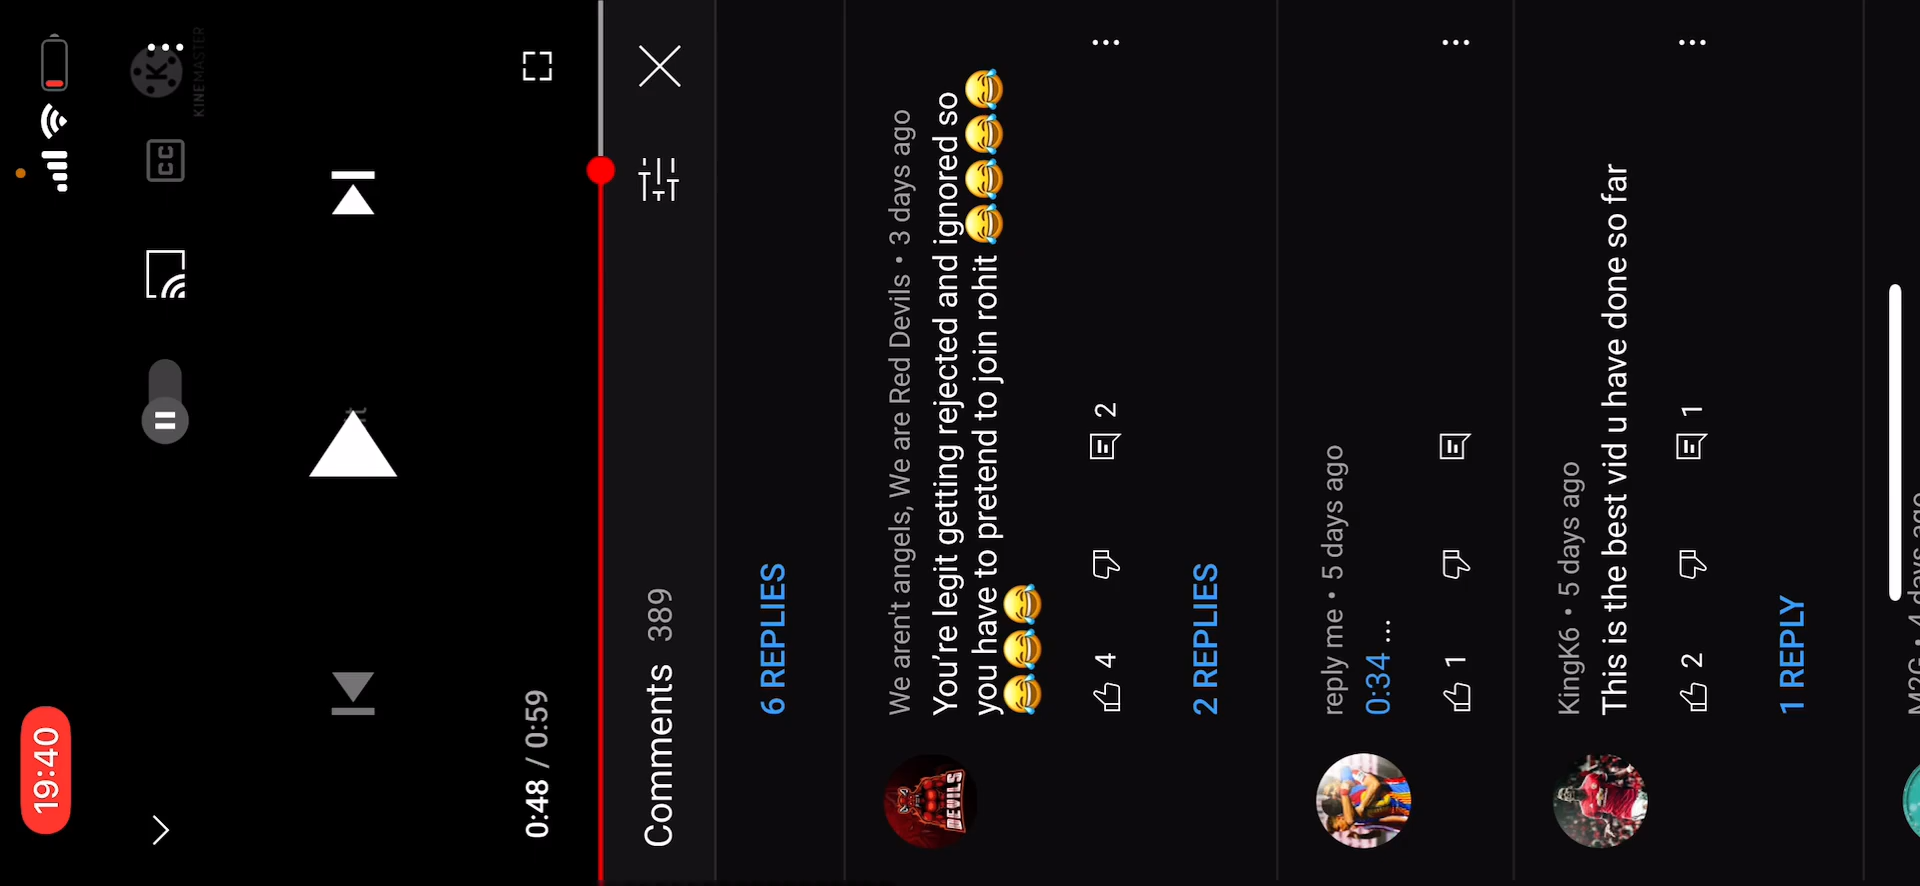 19:40
KINEMASTER
CC
0:48 / 0:59
Comments 389
6 REPLIES
We aren't angels, We are Red Devils • 3 days ago
You're legit getting rejected and ignored so
you have to pretend to join rohit 😂😂😂😂
😂😂😂
4 2
2 REPLIES
DEVILS
reply me • 5 days ago
0:34 ...
1
KingK6 • 5 days ago
This is the best vid u have done so far
2 1
1 REPLY